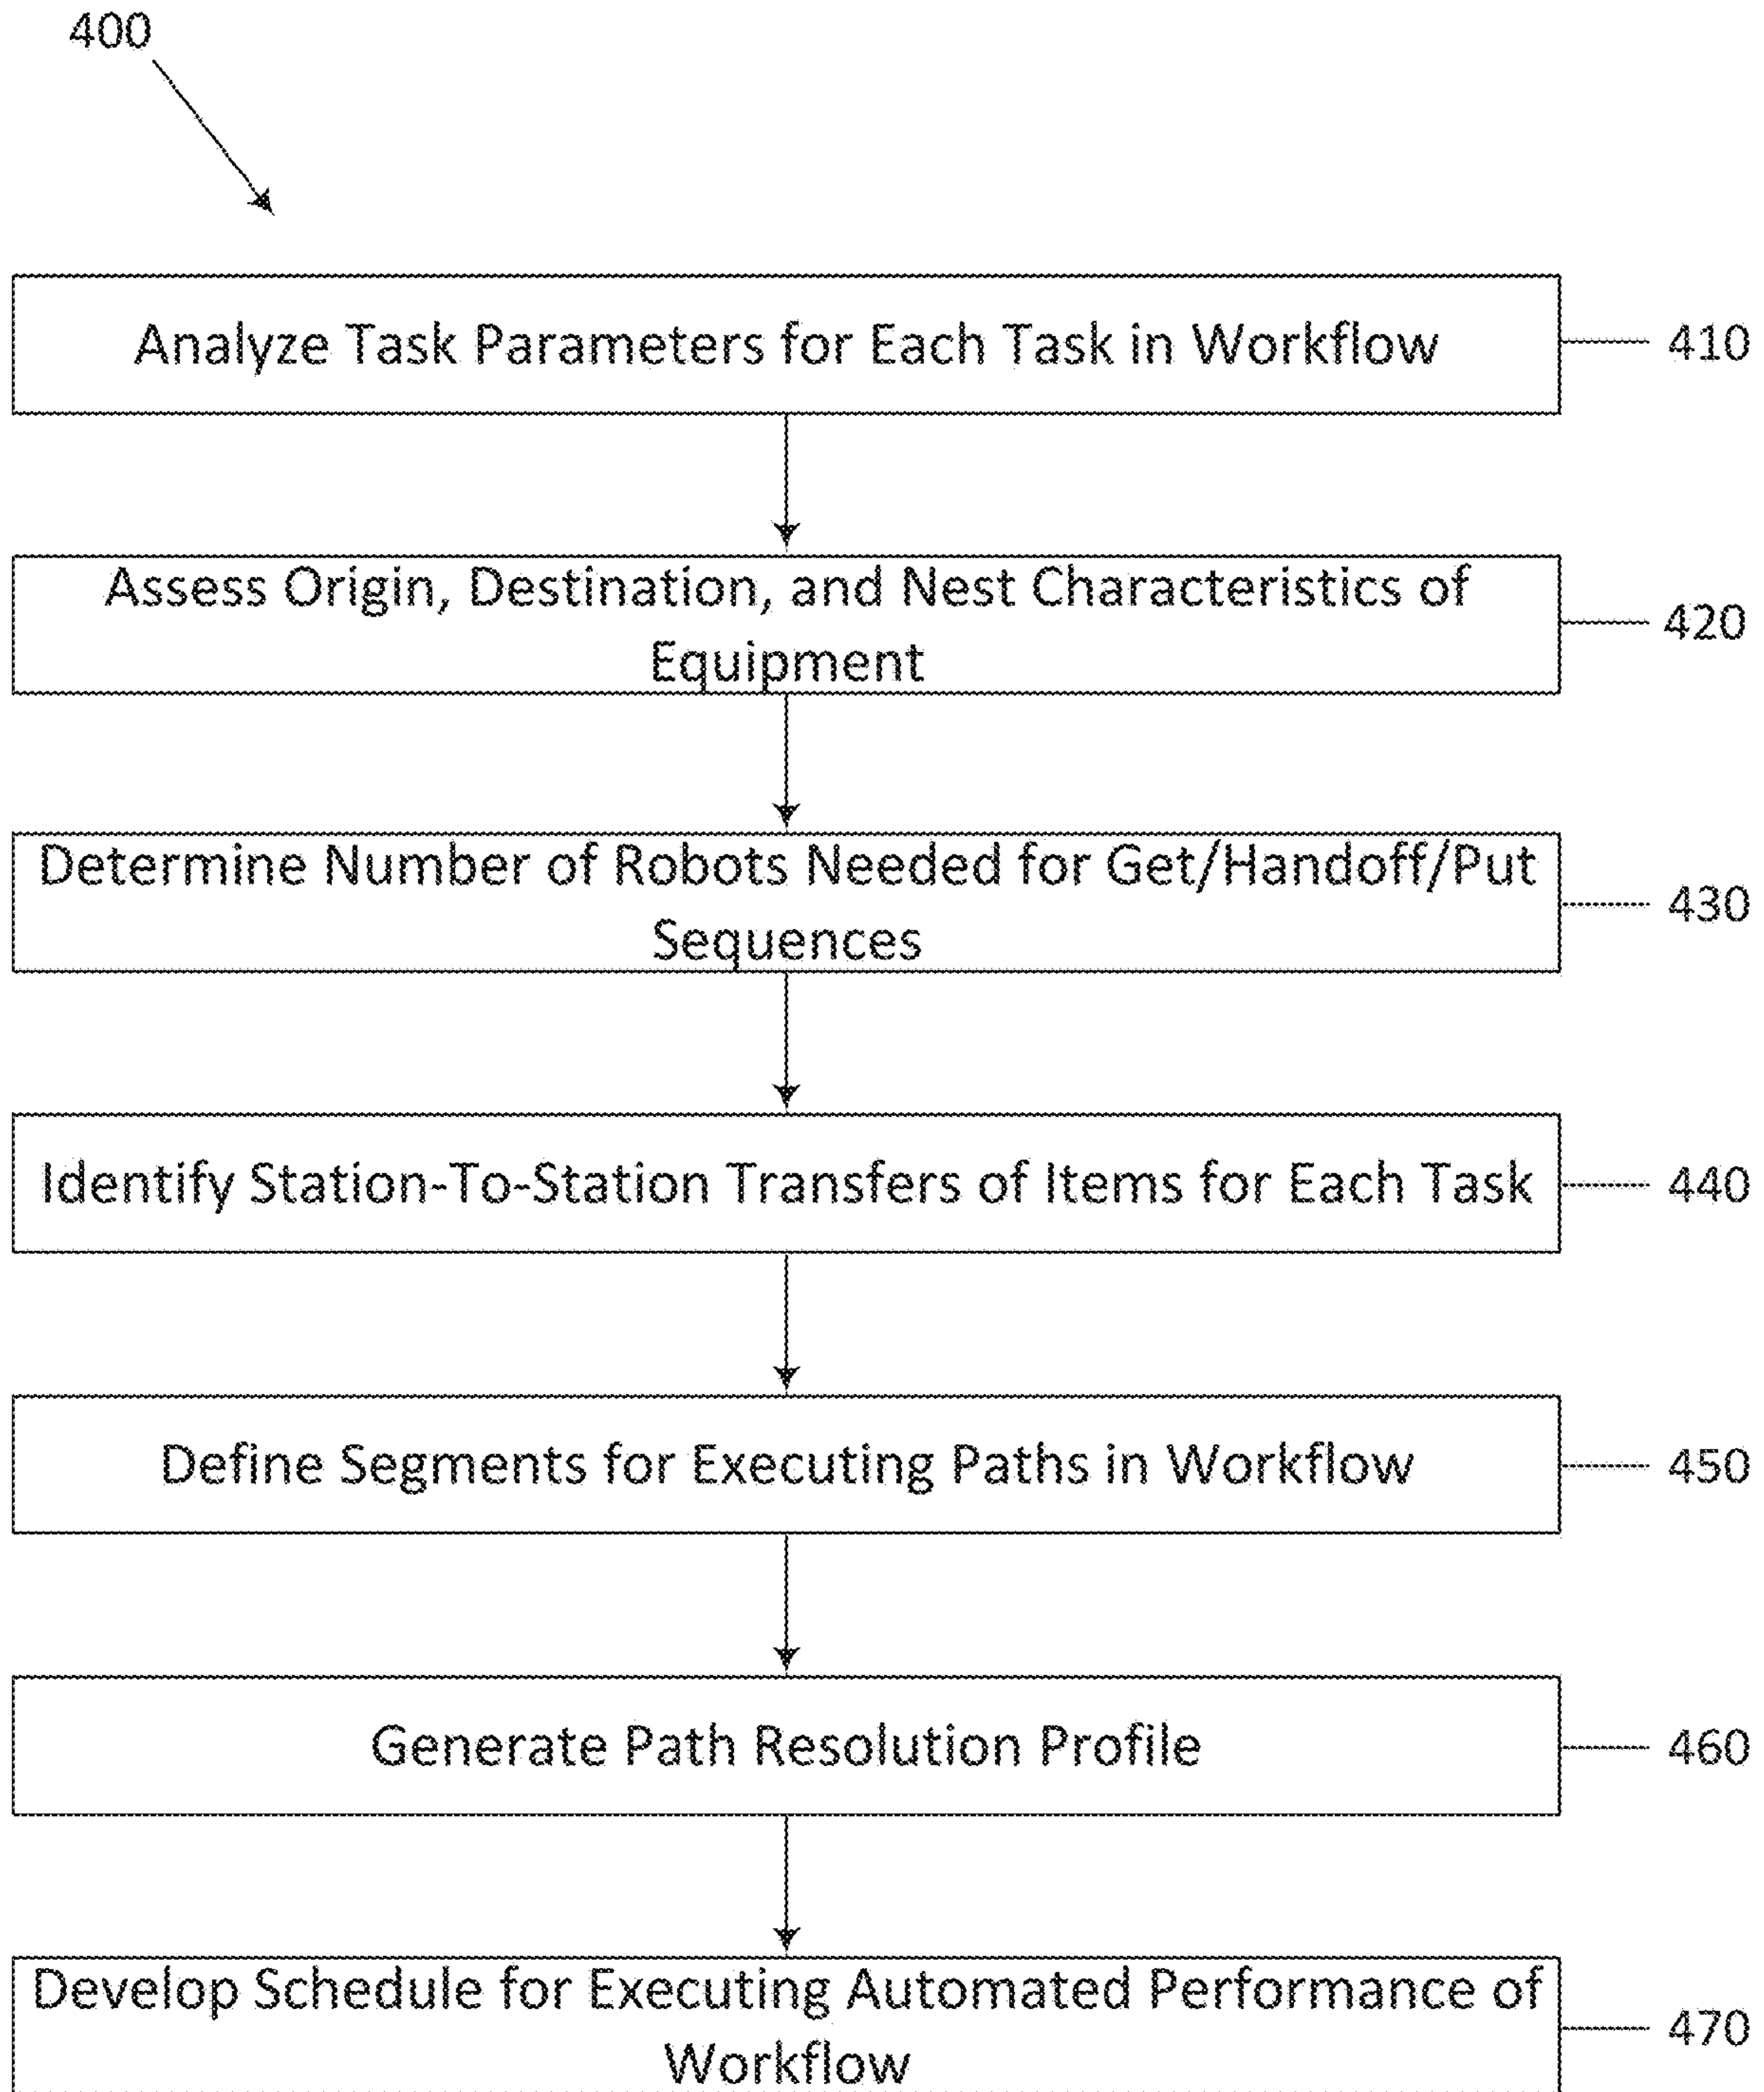 400
Analyze Task Parameters for Each Task in Workflow
410
Assess Origin, Destination, and Nest Characteristics of
Equipment
420
Determine Number of Robots Needed for Get/Handoff/Put
Sequences
430
Identify Station-To-Station Transfers of Items for Each Task
440
Define Segments for Executing Paths in Workflow
450
Generate Path Resolution Profile
460
Develop Schedule for Executing Automated Performance of
Workflow
470